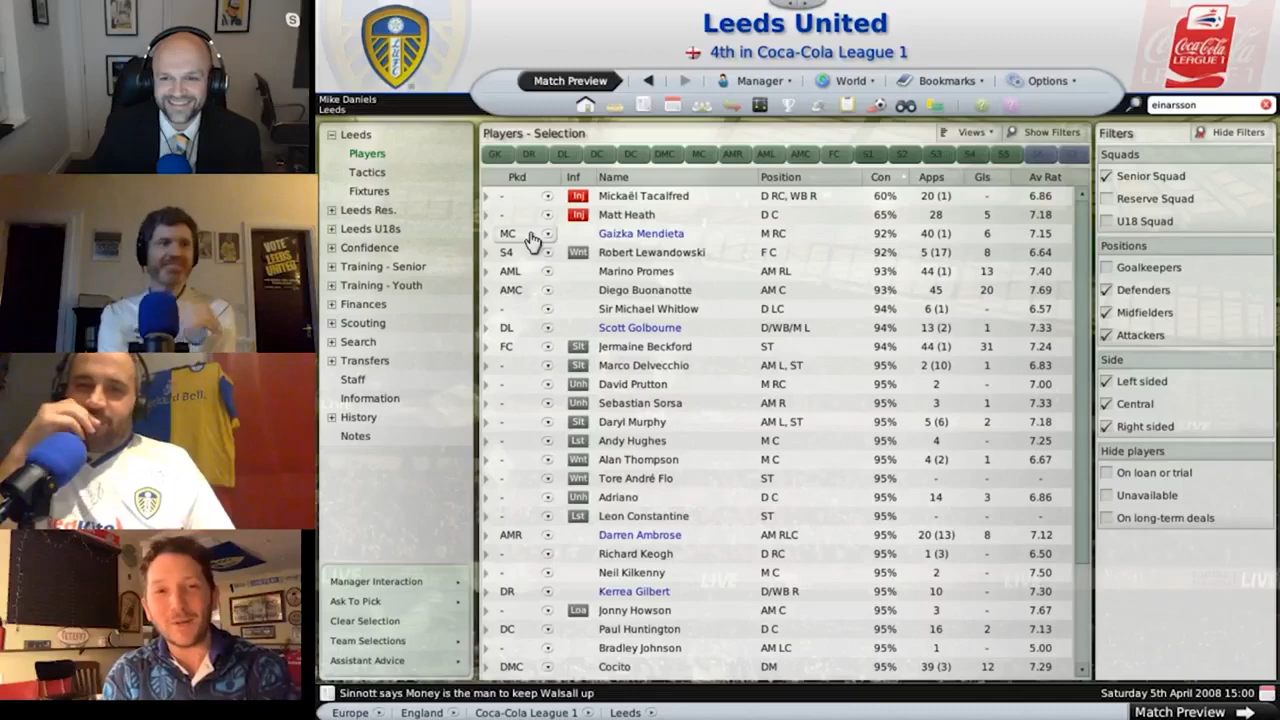 Leeds United
4th in Coca-Cola League 1
Match Preview
Manager
World
Bookmarks
Options
Coca-Cola
LEAGUE 1
Mike Daniels
Leeds
einarsson
Leeds
Players
Tactics
Fixtures
Leeds Res.
Leeds U18s
Confidence
Training - Senior
Training - Youth
Finances
Scouting
Search
Transfers
Staff
Information
History
Notes
Manager Interaction
Ask To Pick
Clear Selection
Team Selections
Assistant Advice
Players - Selection
Views
Show Filters
GK DR DL DC DC DMC MC AMR AML AMC FC S1 S2 S3 S4 S5
Pkd Inf Name Position Con Apps Gls Av Rat
- Inj Mickaël Tacalfred D RC, WB R 60% 20 (1) - 6.86
- Inj Matt Heath D C 65% 28 5 7.18
MC Gaizka Mendieta M RC 92% 40 (1) 6 7.15
S4 Wnt Robert Lewandowski F C 92% 5 (17) 8 6.64
AML Marino Promes AM RL 93% 44 (1) 13 7.40
AMC Diego Buonanotte AM C 93% 45 20 7.69
- Sir Michael Whitlow D LC 94% 6 (1) - 6.57
DL Scott Golbourne D/WB/M L 94% 13 (2) 1 7.33
FC Slt Jermaine Beckford ST 94% 44 (1) 31 7.24
- Slt Marco Delvecchio AM L, ST 94% 2 (10) 1 6.83
- Unh David Prutton M RC 95% 2 - 7.00
- Unh Sebastian Sorsa AM R 95% 3 1 7.33
- Slt Daryl Murphy AM L, ST 95% 5 (6) 2 7.18
- Lst Andy Hughes M C 95% 4 - 7.25
- Wnt Alan Thompson M C 95% 4 (2) 1 6.67
- Wnt Tore André Flo ST 95% - - -
- Unh Adriano D C 95% 14 3 6.86
- Lst Leon Constantine ST 95% - - -
AMR Darren Ambrose AM RLC 95% 20 (13) 8 7.12
- Richard Keogh D RC 95% 1 (3) - 6.50
- Neil Kilkenny M C 95% 2 - 7.50
DR Kerrea Gilbert D/WB R 95% 10 - 7.30
- Loa Jonny Howson AM C 95% 3 - 7.67
DC Paul Huntington D C 95% 16 2 7.13
- Bradley Johnson AM LC 95% 1 - 5.00
DMC Cocito DM 95% 39 (3) 12 7.29
Filters
Hide Filters
Squads
Senior Squad
Reserve Squad
U18 Squad
Positions
Goalkeepers
Defenders
Midfielders
Attackers
Side
Left sided
Central
Right sided
Hide players
On loan or trial
Unavailable
On long-term deals
Sinnott says Money is the man to keep Walsall up
Saturday 5th April 2008 15:00
Europe
England
Coca-Cola League 1
Leeds
Match Preview
VOTE
LEEDS
UNITED